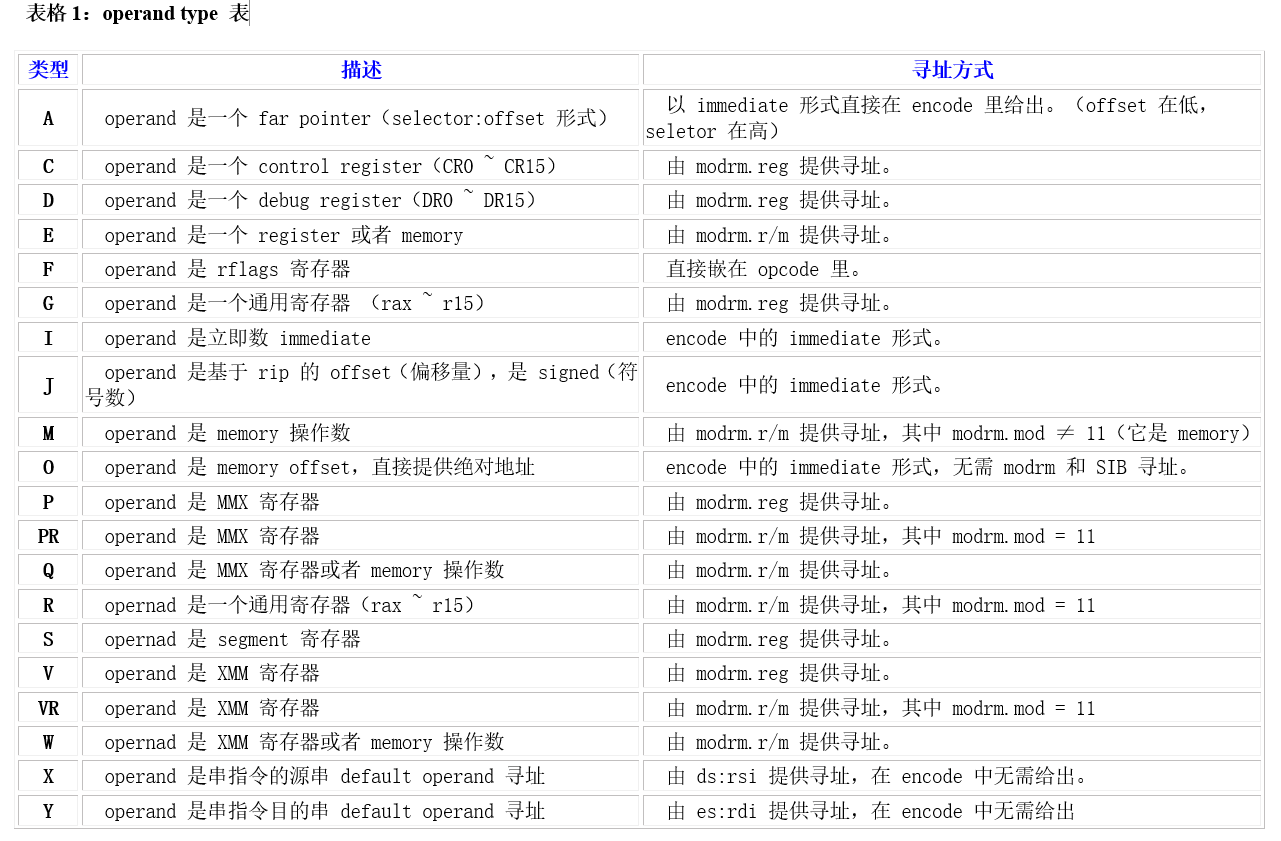 表格 1：operand type 表
类型 描述 寻址方式
A operand 是一个 far pointer（selector:offset 形式） 以 immediate 形式直接在 encode 里给出。（offset 在低，
seletor 在高）
C operand 是一个 control register（CR0 ~ CR15） 由 modrm.reg 提供寻址。
D operand 是一个 debug register（DR0 ~ DR15） 由 modrm.reg 提供寻址。
E operand 是一个 register 或者 memory 由 modrm.r/m 提供寻址。
F operand 是 rflags 寄存器 直接嵌在 opcode 里。
G operand 是一个通用寄存器 （rax ~ r15） 由 modrm.reg 提供寻址。
I operand 是立即数 immediate encode 中的 immediate 形式。
J operand 是基于 rip 的 offset（偏移量），是 signed（符
号数） encode 中的 immediate 形式。
M operand 是 memory 操作数 由 modrm.r/m 提供寻址，其中 modrm.mod ≠ 11（它是 memory）
O operand 是 memory offset，直接提供绝对地址 encode 中的 immediate 形式，无需 modrm 和 SIB 寻址。
P operand 是 MMX 寄存器 由 modrm.reg 提供寻址。
PR operand 是 MMX 寄存器 由 modrm.r/m 提供寻址，其中 modrm.mod = 11
Q operand 是 MMX 寄存器或者 memory 操作数 由 modrm.r/m 提供寻址。
R opernad 是一个通用寄存器（rax ~ r15） 由 modrm.r/m 提供寻址，其中 modrm.mod = 11
S opernad 是 segment 寄存器 由 modrm.reg 提供寻址。
V operand 是 XMM 寄存器 由 modrm.reg 提供寻址。
VR operand 是 XMM 寄存器 由 modrm.r/m 提供寻址，其中 modrm.mod = 11
W opernad 是 XMM 寄存器或者 memory 操作数 由 modrm.r/m 提供寻址。
X operand 是串指令的源串 default operand 寻址 由 ds:rsi 提供寻址，在 encode 中无需给出。
Y operand 是串指令目的串 default operand 寻址 由 es:rdi 提供寻址，在 encode 中无需给出